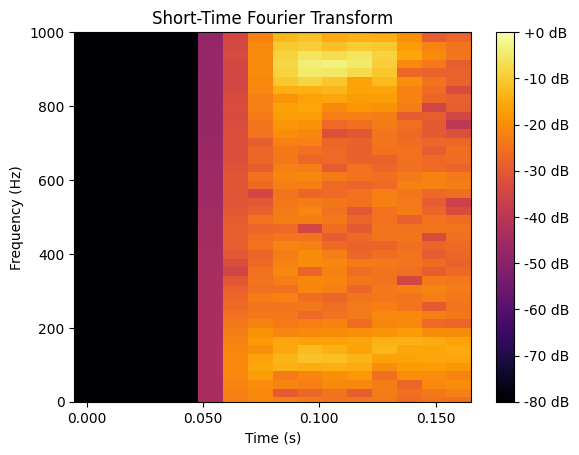 Short-Time Fourier Transform
1000
800
600
400
200
0
Frequency (Hz)
0.000
0.050
0.100
0.150
Time (s)
+0 dB
-10 dB
-20 dB
-30 dB
-40 dB
-50 dB
-60 dB
-70 dB
-80 dB